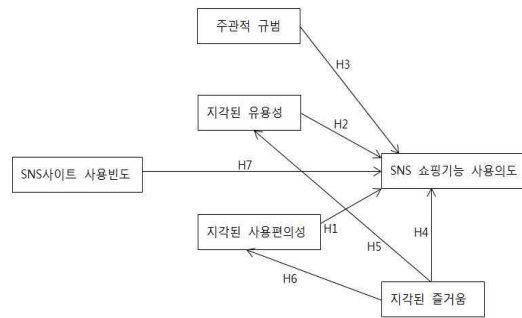 주관적 규범
H3
지각된 유용성
H2
SNS사이트 사용빈도
H7
SNS 쇼핑기능 사용의도
지각된 사용편의성
H1
H5
H4
H6
지각된 즐거움